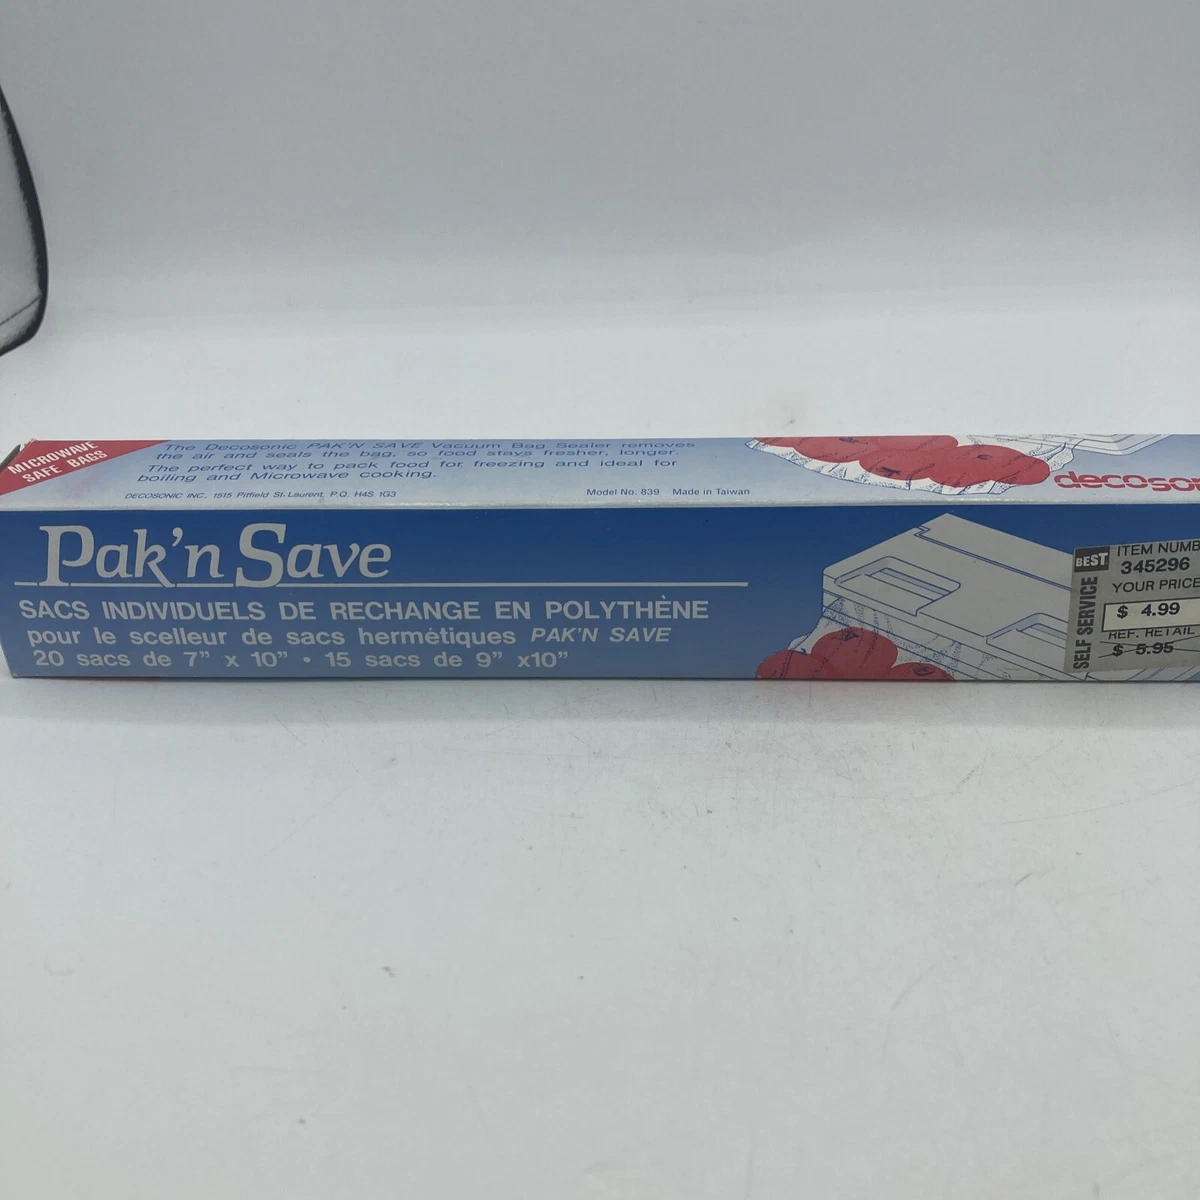 MICROWAVE
SAFE BAGS
The Decosonic PAK'N SAVE Vacuum Bag Sealer removes
the air and seals the bag, so food stays fresher, longer.
The perfect way to pack food for freezing and ideal for
boiling and Microwave cooking.
DECOSONIC INC., 1515 Pitfield St. Laurent, P.Q. H4S 1G3
Model No. 839 Made in Taiwan
decoson
Pak'n Save
SACS INDIVIDUELS DE RECHANGE EN POLYTHÈNE
pour le scelleur de sacs hermétiques PAK'N SAVE
20 sacs de 7" x 10" • 15 sacs de 9" x10"
BEST
SELF SERVICE
ITEM NUMB
345296
YOUR PRICE
$ 4.99
REF. RETAIL
$ 5.95